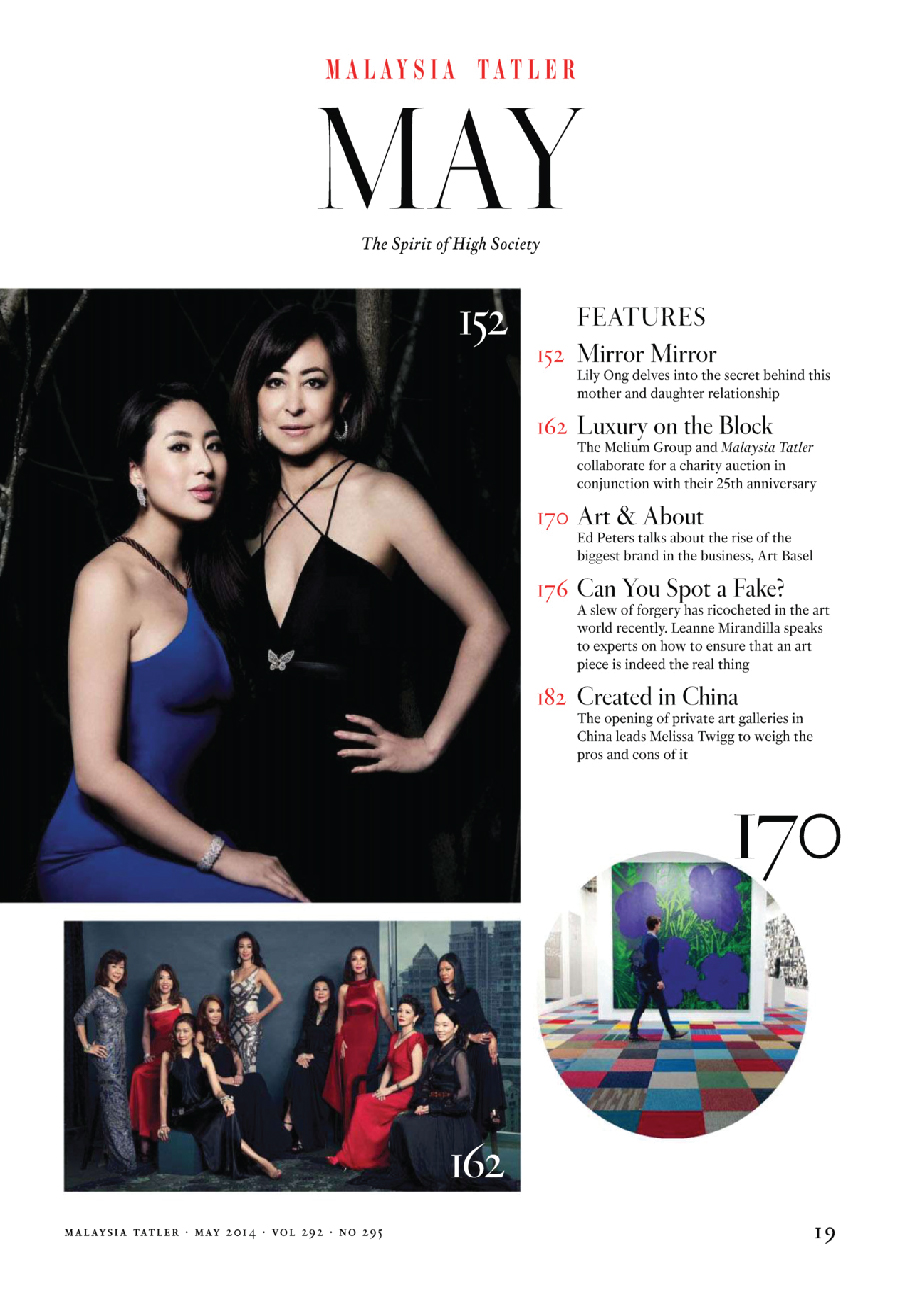 MALAYSIA TATLER
MAY
The Spirit of High Society
152
FEATURES
152 Mirror Mirror
Lily Ong delves into the secret behind this
mother and daughter relationship
162 Luxury on the Block
The Melium Group and Malaysia Tatler
collaborate for a charity auction in
conjunction with their 25th anniversary
170 Art & About
Ed Peters talks about the rise of the
biggest brand in the business, Art Basel
176 Can You Spot a Fake?
A slew of forgery has ricocheted in the art
world recently. Leanne Mirandilla speaks
to experts on how to ensure that an art
piece is indeed the real thing
182 Created in China
The opening of private art galleries in
China leads Melissa Twigg to weigh the
pros and cons of it
170
162
MALAYSIA TATLER · MAY 2014 · VOL 292 · NO 295
19